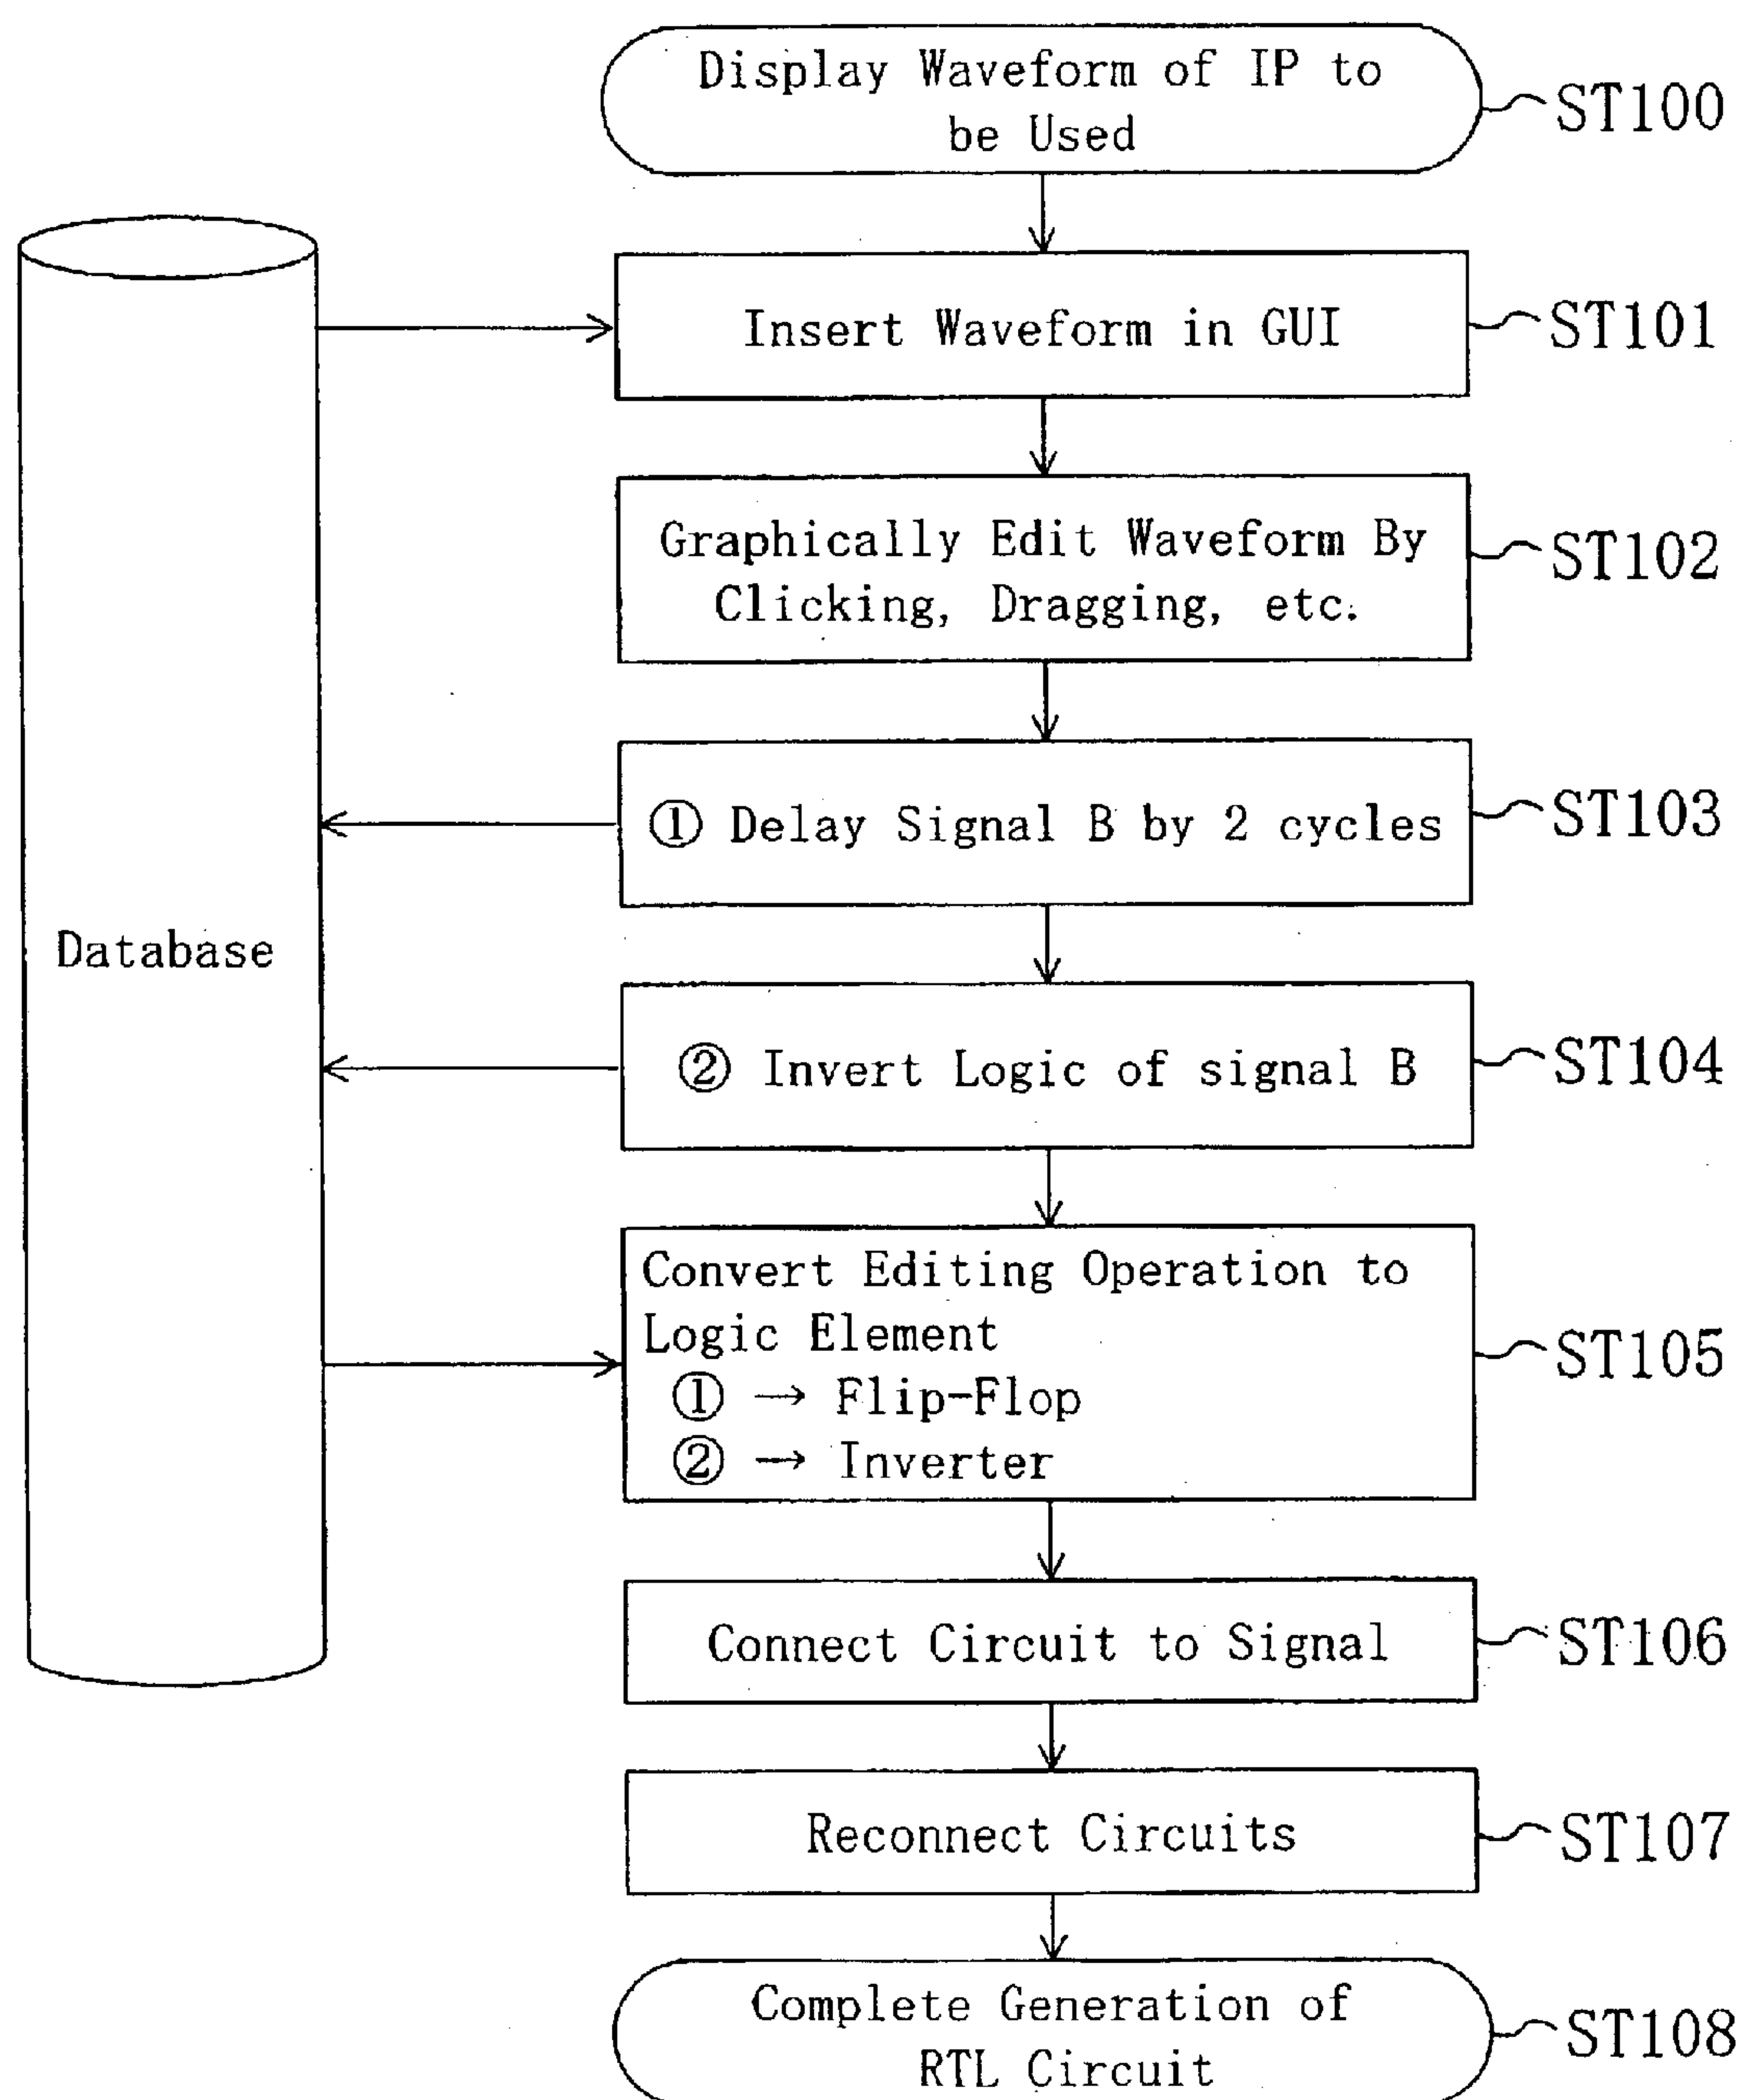 Display Waveform of IP to
be Used
ST100
Insert Waveform in GUI
ST101
Graphically Edit Waveform By
Clicking, Dragging, etc.
ST102
① Delay Signal B by 2 cycles
ST103
Database
② Invert Logic of signal B
ST104
Convert Editing Operation to
Logic Element
① → Flip-Flop
② → Inverter
ST105
Connect Circuit to Signal
ST106
Reconnect Circuits
ST107
Complete Generation of
RTL Circuit
ST108